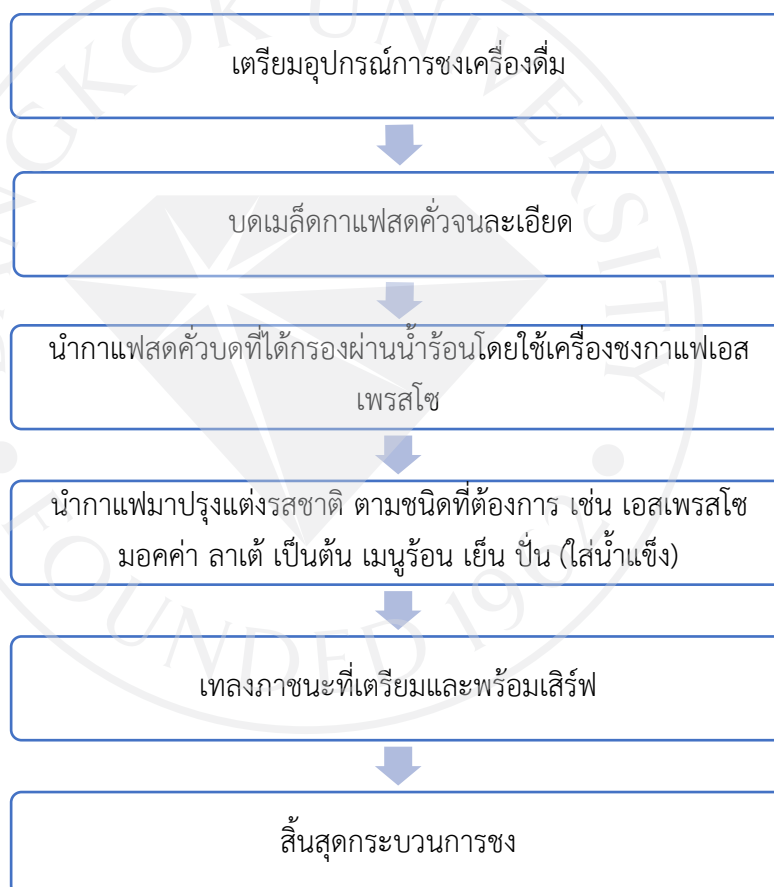 เตรียมอุปกรณ์การชงเครื่องดื่ม
บดเมล็ดกาแฟสดคั่วจนละเอียด
นำกาแฟสดคั่วบดที่ได้กรองผ่านน้ำร้อนโดยใช้เครื่องชงกาแฟเอส
เพรสโซ
นำกาแฟมาปรุงแต่งรสชาติ ตามชนิดที่ต้องการ เช่น เอสเพรสโซ
มอคค่า ลาเต้ เป็นต้น เมนูร้อน เย็น ปั่น (ใส่น้ำแข็ง)
เทลงภาชนะที่เตรียมและพร้อมเสิร์ฟ
สิ้นสุดกระบวนการชง
KOK UNIVERSITY
FOUNDED 1962